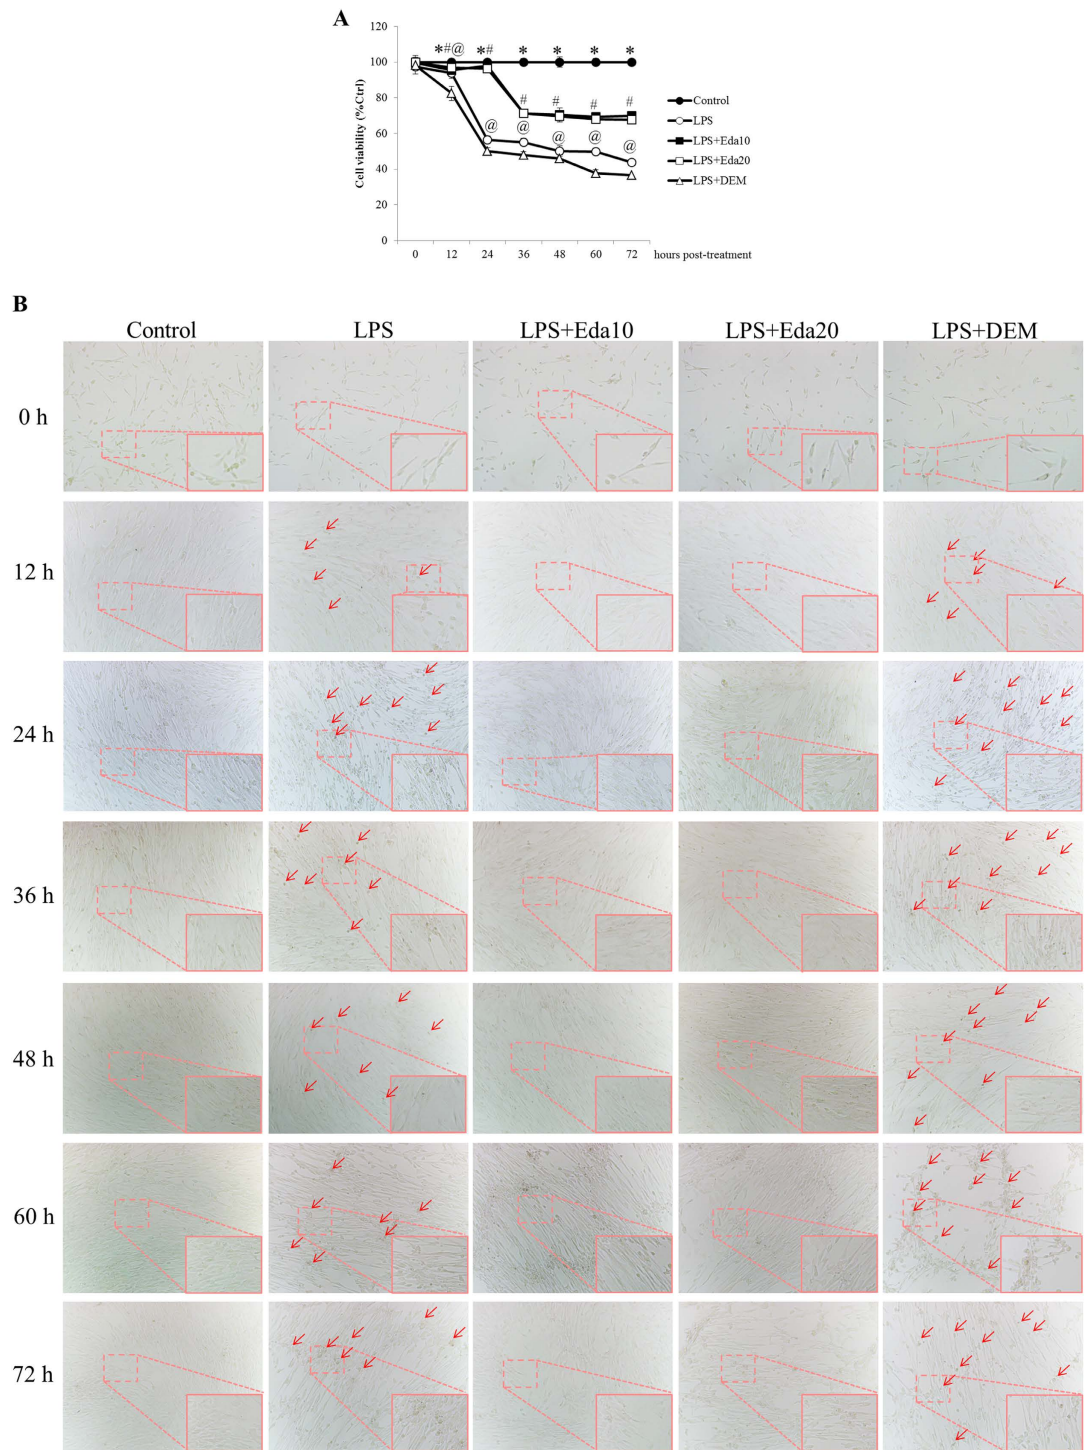 A
120
100
80
60
40
20
0
Cell viability (%Ctrl)
*#@ *# * * * *
# # # #
@ @ @ @ @
0 12 24 36 48 60 72 hours post-treatment
Control
LPS
LPS+Eda10
LPS+Eda20
LPS+DEM
B
Control LPS LPS+Eda10 LPS+Eda20 LPS+DEM
0 h
12 h
24 h
36 h
48 h
60 h
72 h